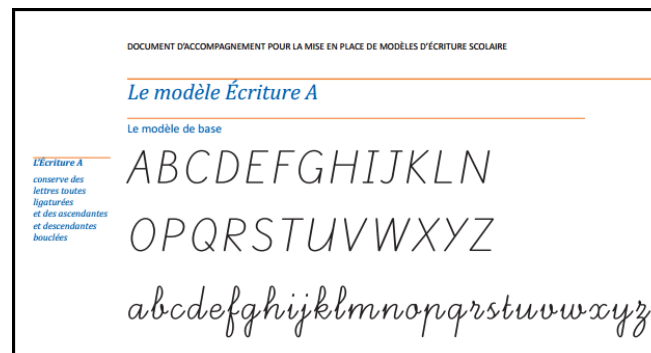 DOCUMENT D'ACCOMPAGNEMENT POUR LA MISE EN PLACE DE MODÈLES D'ÉCRITURE SCOLAIRE
Le modèle Écriture A
Le modèle de base
L'Écriture A
conserve des
lettres toutes
ligaturées
et des ascendantes
et descendantes
bouclées
ABCDEFGHIJKLN
OPQRSTUVWXYZ
abcdefghijklmnopqrstuvwxyz